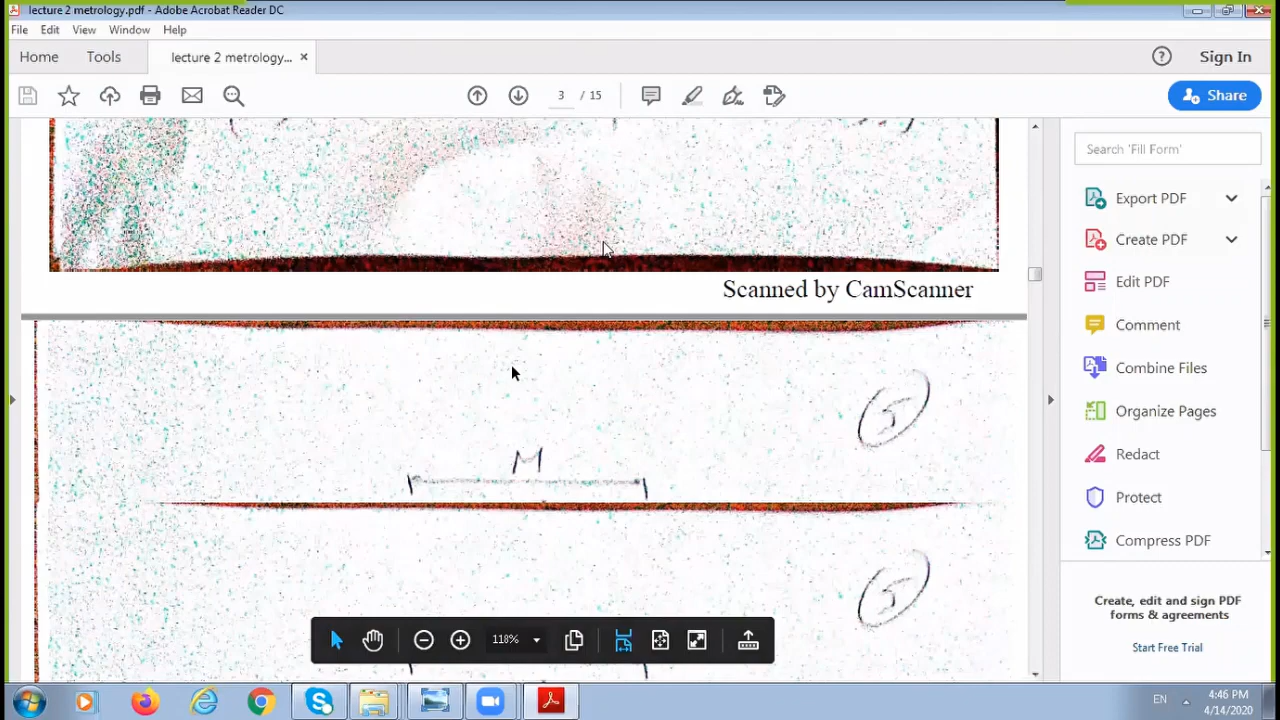 lecture 2 metrology.pdf - Adobe Acrobat Reader DC
File Edit View Window Help
Home Tools lecture 2 metrology... × Sign In
3 / 15 Share
Search 'Fill Form'
Export PDF
Create PDF
Edit PDF
Scanned by CamScanner
Comment
Combine Files
5
Organize Pages
M
Redact
Protect
Compress PDF
5
Create, edit and sign PDF
forms & agreements
118%
Start Free Trial
EN 4:46 PM
4/14/2020